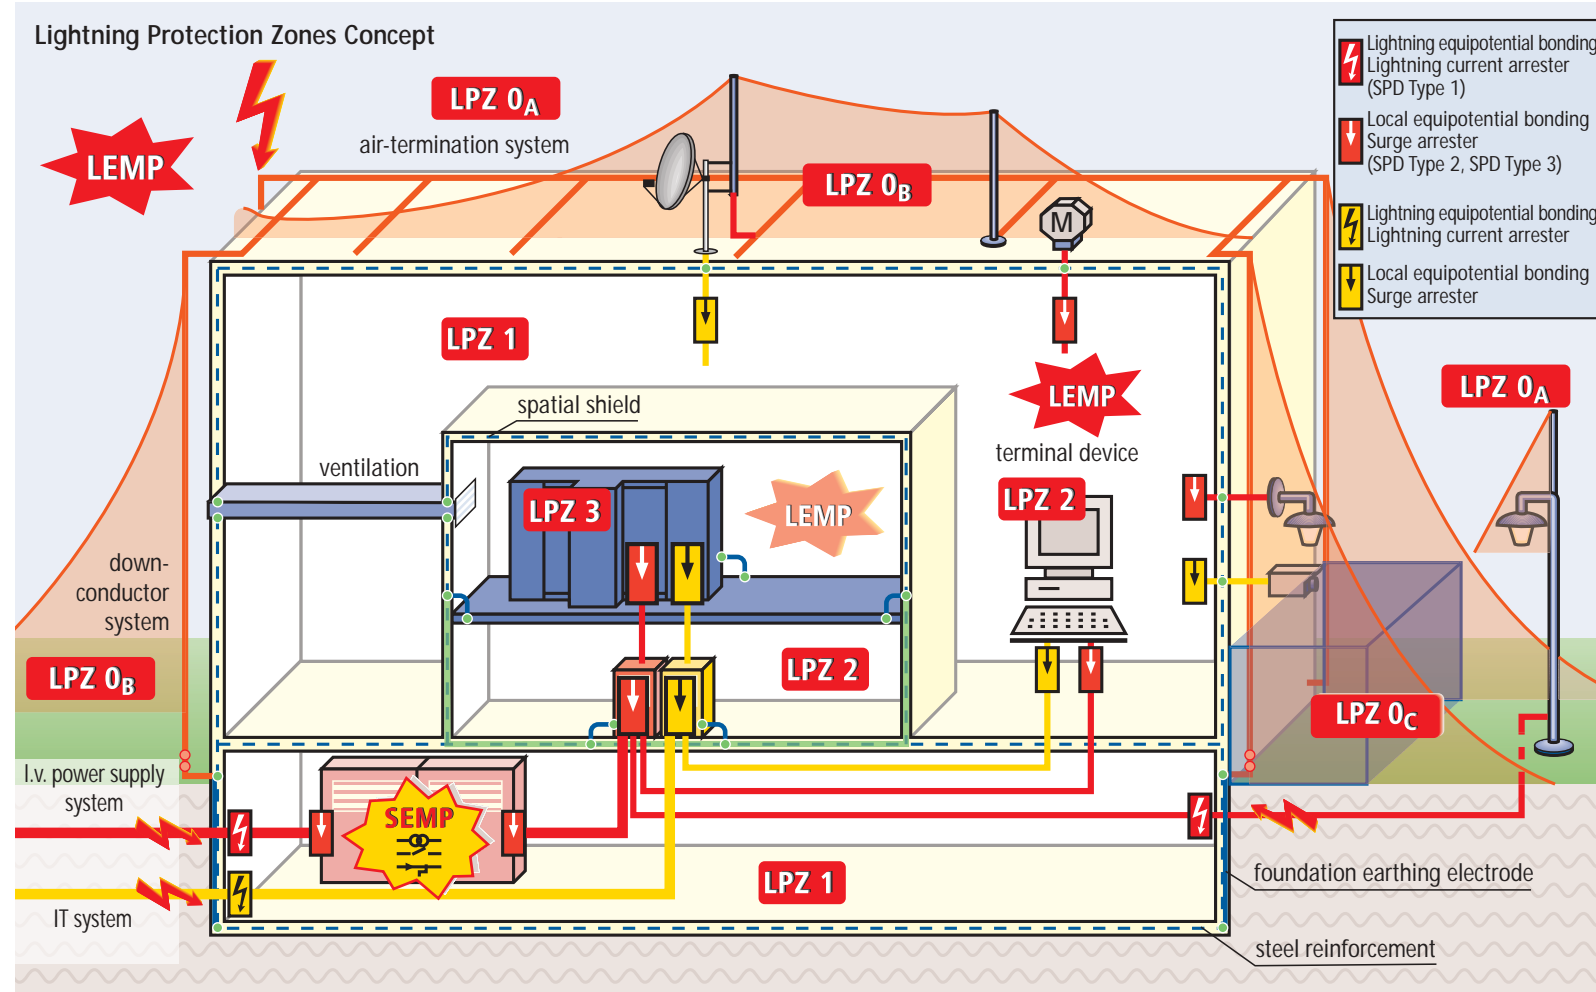 Lightning Protection Zones Concept
Lightning equipotential bonding
Lightning current arrester
(SPD Type 1)
Local equipotential bonding
Surge arrester
(SPD Type 2, SPD Type 3)
Lightning equipotential bonding
Lightning current arrester
Local equipotential bonding
Surge arrester
LPZ 0A
air-termination system
LEMP
LPZ 0B
M
LPZ 1
LEMP
LPZ 0A
spatial shield
terminal device
ventilation
LPZ 3
LEMP
LPZ 2
down-
conductor
system
LPZ 0B
LPZ 2
LPZ 0C
l.v. power supply
system
SEMP
LPZ 1
foundation earthing electrode
IT system
steel reinforcement